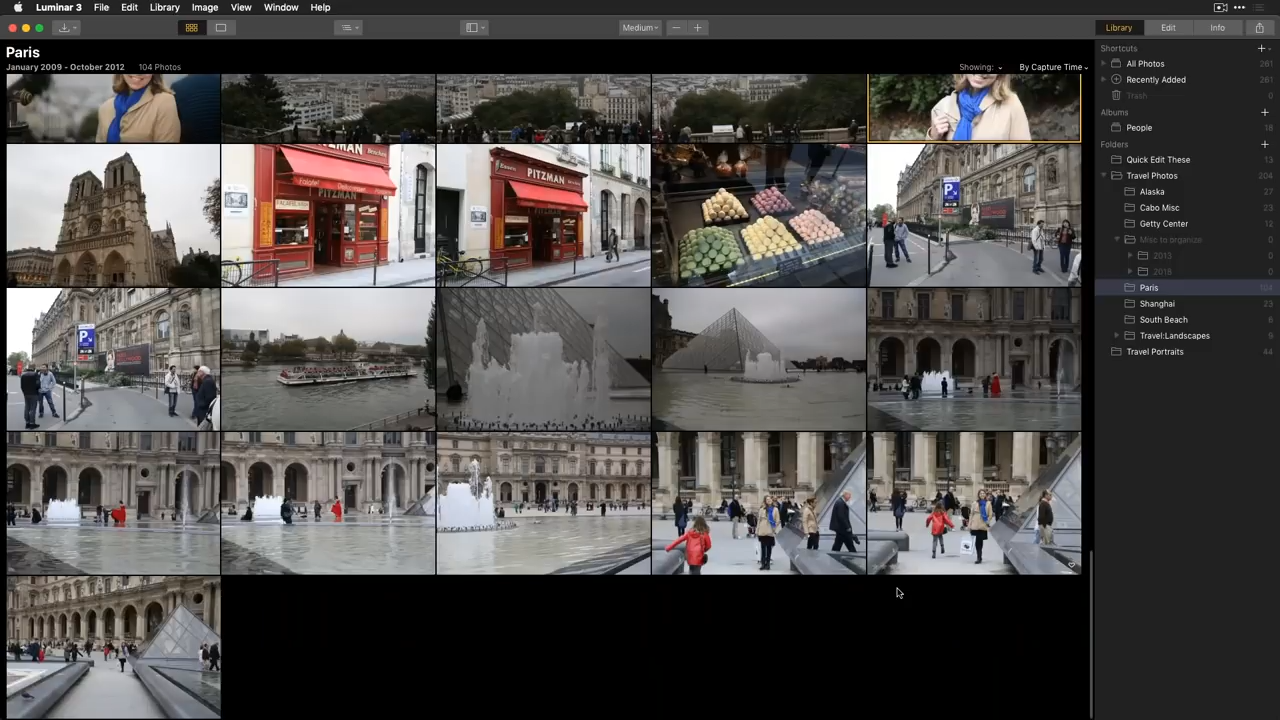 Luminar 3 File Edit Library Image View Window Help
Medium
Library Edit Info
Paris
January 2009 - October 2012 104 Photos
Showing: By Capture Time
Shortcuts
All Photos 261
Recently Added 261
Trash 0
Albums
People 18
Folders
Quick Edit These 13
Travel Photos 204
Alaska 27
Cabo Misc 23
Getty Center 12
Misc to organize 0
2013 0
2018 0
Paris 104
Shanghai 23
South Beach 6
Travel:Landscapes 9
Travel Portraits 44
PITZMAN
PITZMAN
PITZMAN
P
P